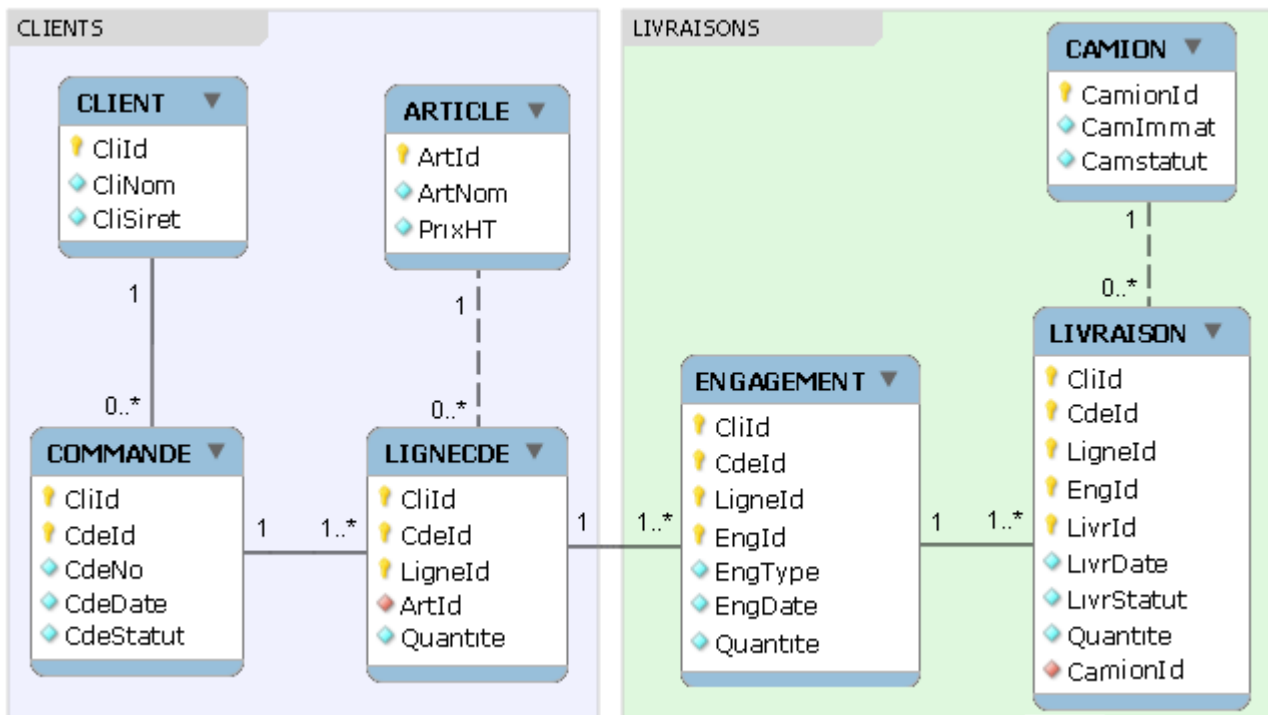 CLIENTS
CLIENT
CliId
CliNom
CliSiret
1
0..*
ARTICLE
ArtId
ArtNom
PrixHT
1
0..*
COMMANDE
CliId
CdeId
CdeNo
CdeDate
CdeStatut
1
1..*
LIGNECDE
CliId
CdeId
LigneId
ArtId
Quantite
1
1..*
LIVRAISONS
CAMION
CamionId
CamImmat
Camstatut
1
0..*
ENGAGEMENT
CliId
CdeId
LigneId
EngId
EngType
EngDate
Quantite
1
1..*
LIVRAISON
CliId
CdeId
LigneId
EngId
LivrId
LivrDate
LivrStatut
Quantite
CamionId